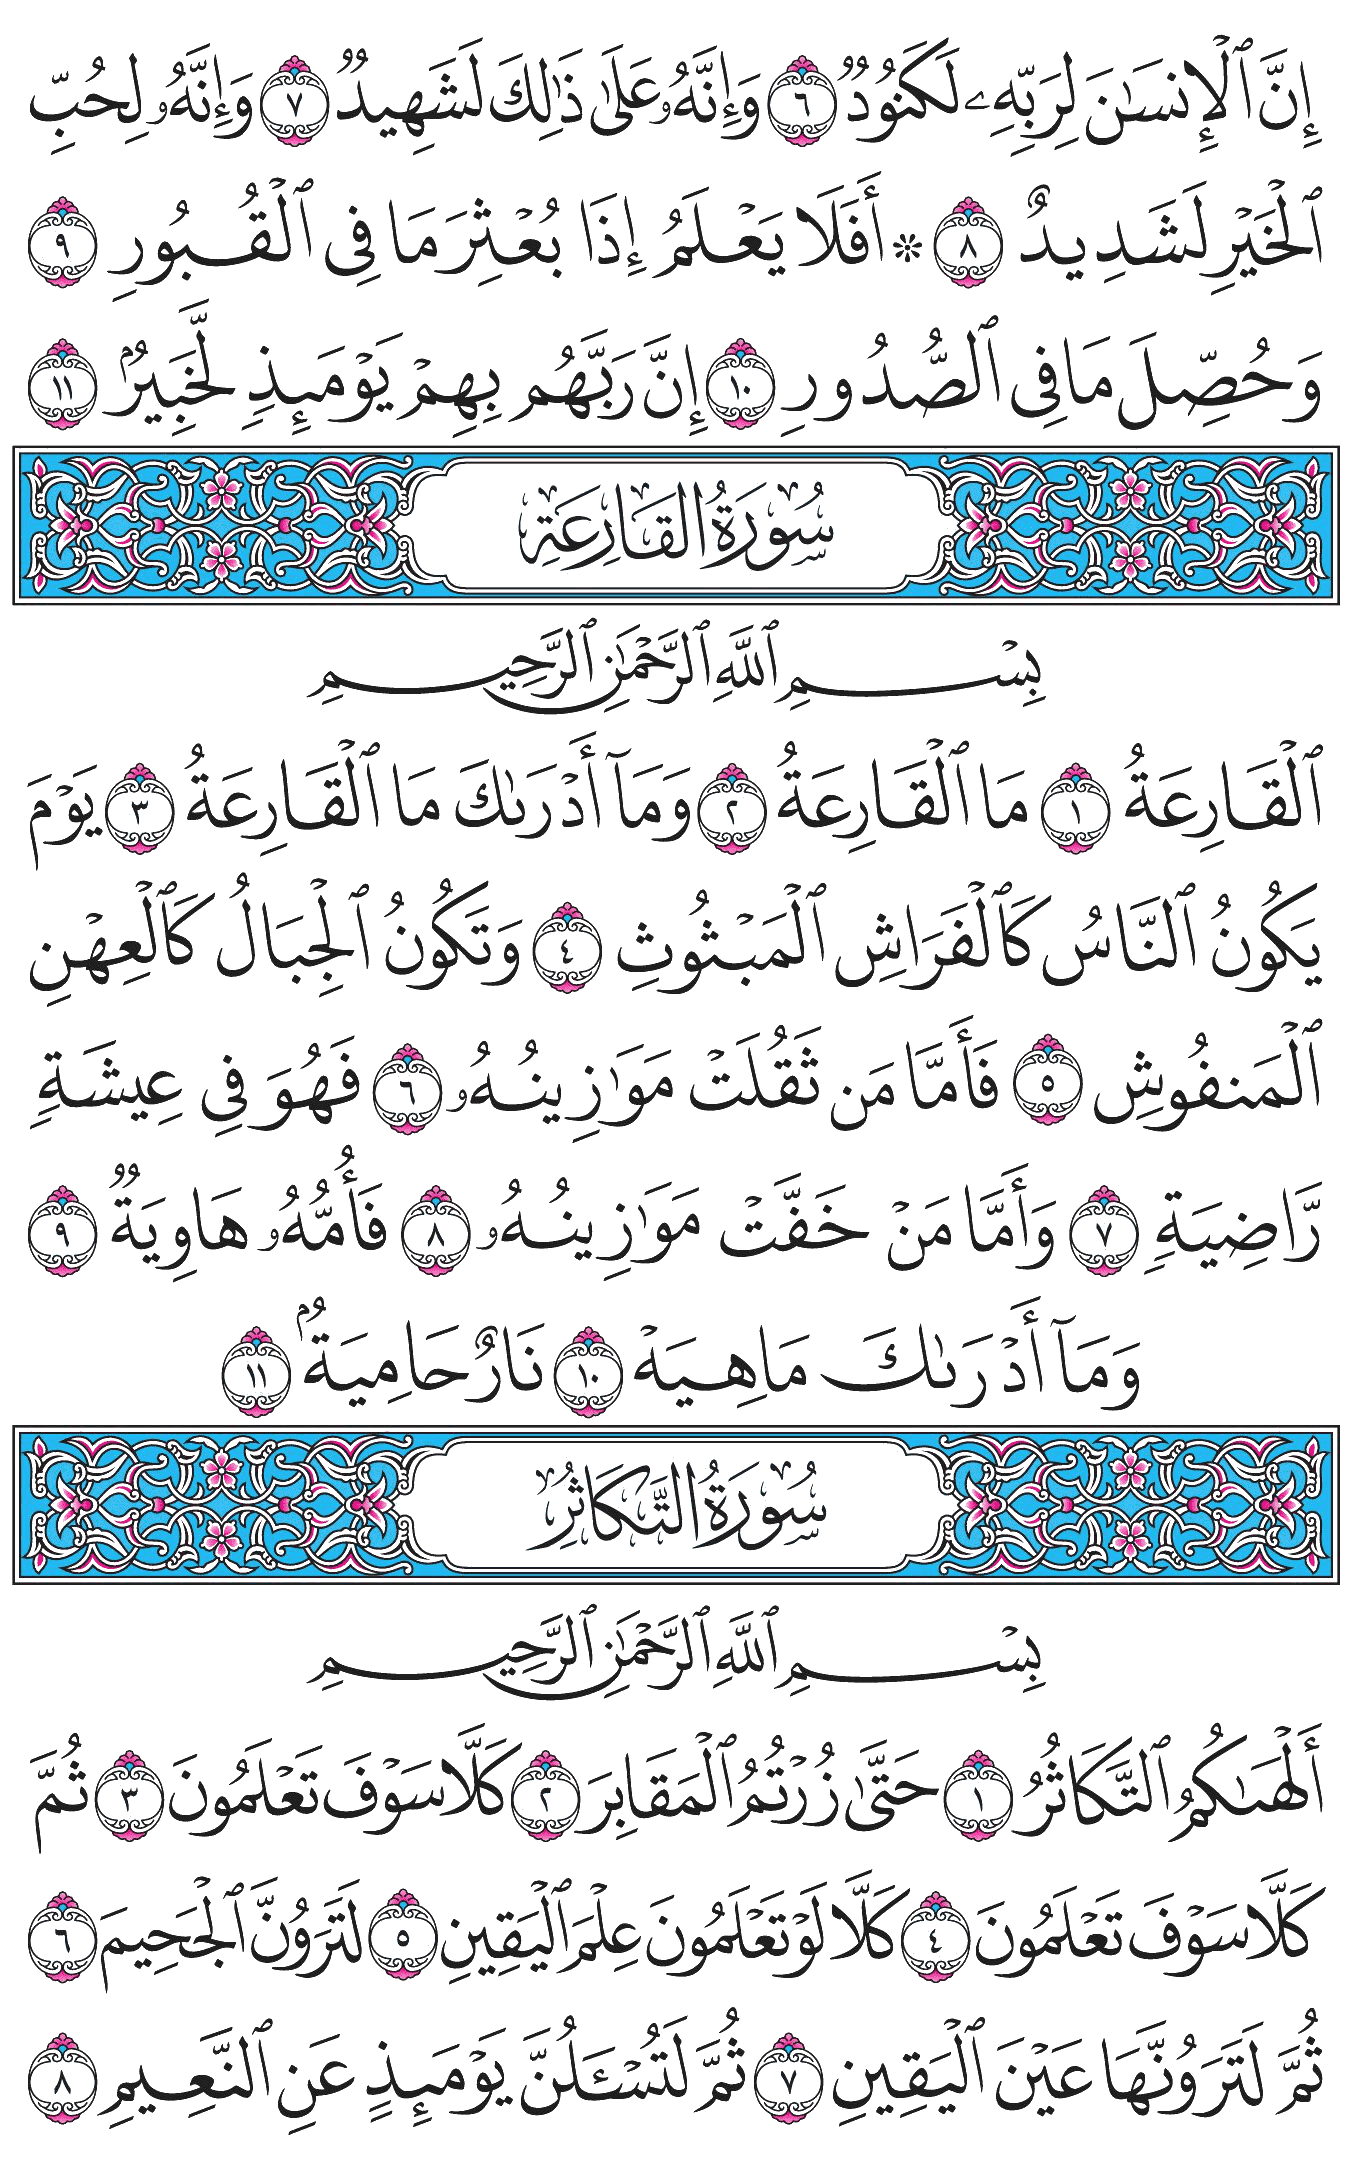 إِنَّ ٱلْإِنسَٰنَ لِرَبِّهِۦ لَكَنُودٌ ٦ وَإِنَّهُۥ عَلَىٰ ذَٰلِكَ لَشَهِيدٌ ٧ وَإِنَّهُۥ لِحُبِّ
ٱلْخَيْرِ لَشَدِيدٌ ٨ ۞ أَفَلَا يَعْلَمُ إِذَا بُعْثِرَ مَا فِي ٱلْقُبُورِ ٩
وَحُصِّلَ مَا فِي ٱلصُّدُورِ ١٠ إِنَّ رَبَّهُم بِهِمْ يَوْمَئِذٍ لَّخَبِيرٌۢ ١١
سُورَةُ القَارِعَةِ
بِسْمِ ٱللَّهِ ٱلرَّحْمَٰنِ ٱلرَّحِيمِ
ٱلْقَارِعَةُ ١ مَا ٱلْقَارِعَةُ ٢ وَمَآ أَدْرَىٰكَ مَا ٱلْقَارِعَةُ ٣ يَوْمَ
يَكُونُ ٱلنَّاسُ كَٱلْفَرَاشِ ٱلْمَبْثُوثِ ٤ وَتَكُونُ ٱلْجِبَالُ كَٱلْعِهْنِ
ٱلْمَنفُوشِ ٥ فَأَمَّا مَن ثَقُلَتْ مَوَٰزِينُهُۥ ٦ فَهُوَ فِي عِيشَةٍ
رَّاضِيَةٍ ٧ وَأَمَّا مَنْ خَفَّتْ مَوَٰزِينُهُۥ ٨ فَأُمُّهُۥ هَاوِيَةٌ ٩
وَمَآ أَدْرَىٰكَ مَا هِيَهْ ١٠ نَارٌ حَامِيَةٌۢ ١١
سُورَةُ التَّكَاثُرِ
بِسْمِ ٱللَّهِ ٱلرَّحْمَٰنِ ٱلرَّحِيمِ
أَلْهَىٰكُمُ ٱلتَّكَاثُرُ ١ حَتَّىٰ زُرْتُمُ ٱلْمَقَابِرَ ٢ كَلَّا سَوْفَ تَعْلَمُونَ ٣ ثُمَّ
كَلَّا سَوْفَ تَعْلَمُونَ ٤ كَلَّا لَوْ تَعْلَمُونَ عِلْمَ ٱلْيَقِينِ ٥ لَتَرَوُنَّ ٱلْجَحِيمَ ٦
ثُمَّ لَتَرَوُنَّهَا عَيْنَ ٱلْيَقِينِ ٧ ثُمَّ لَتُسْـَٔلُنَّ يَوْمَئِذٍ عَنِ ٱلنَّعِيمِ ٨